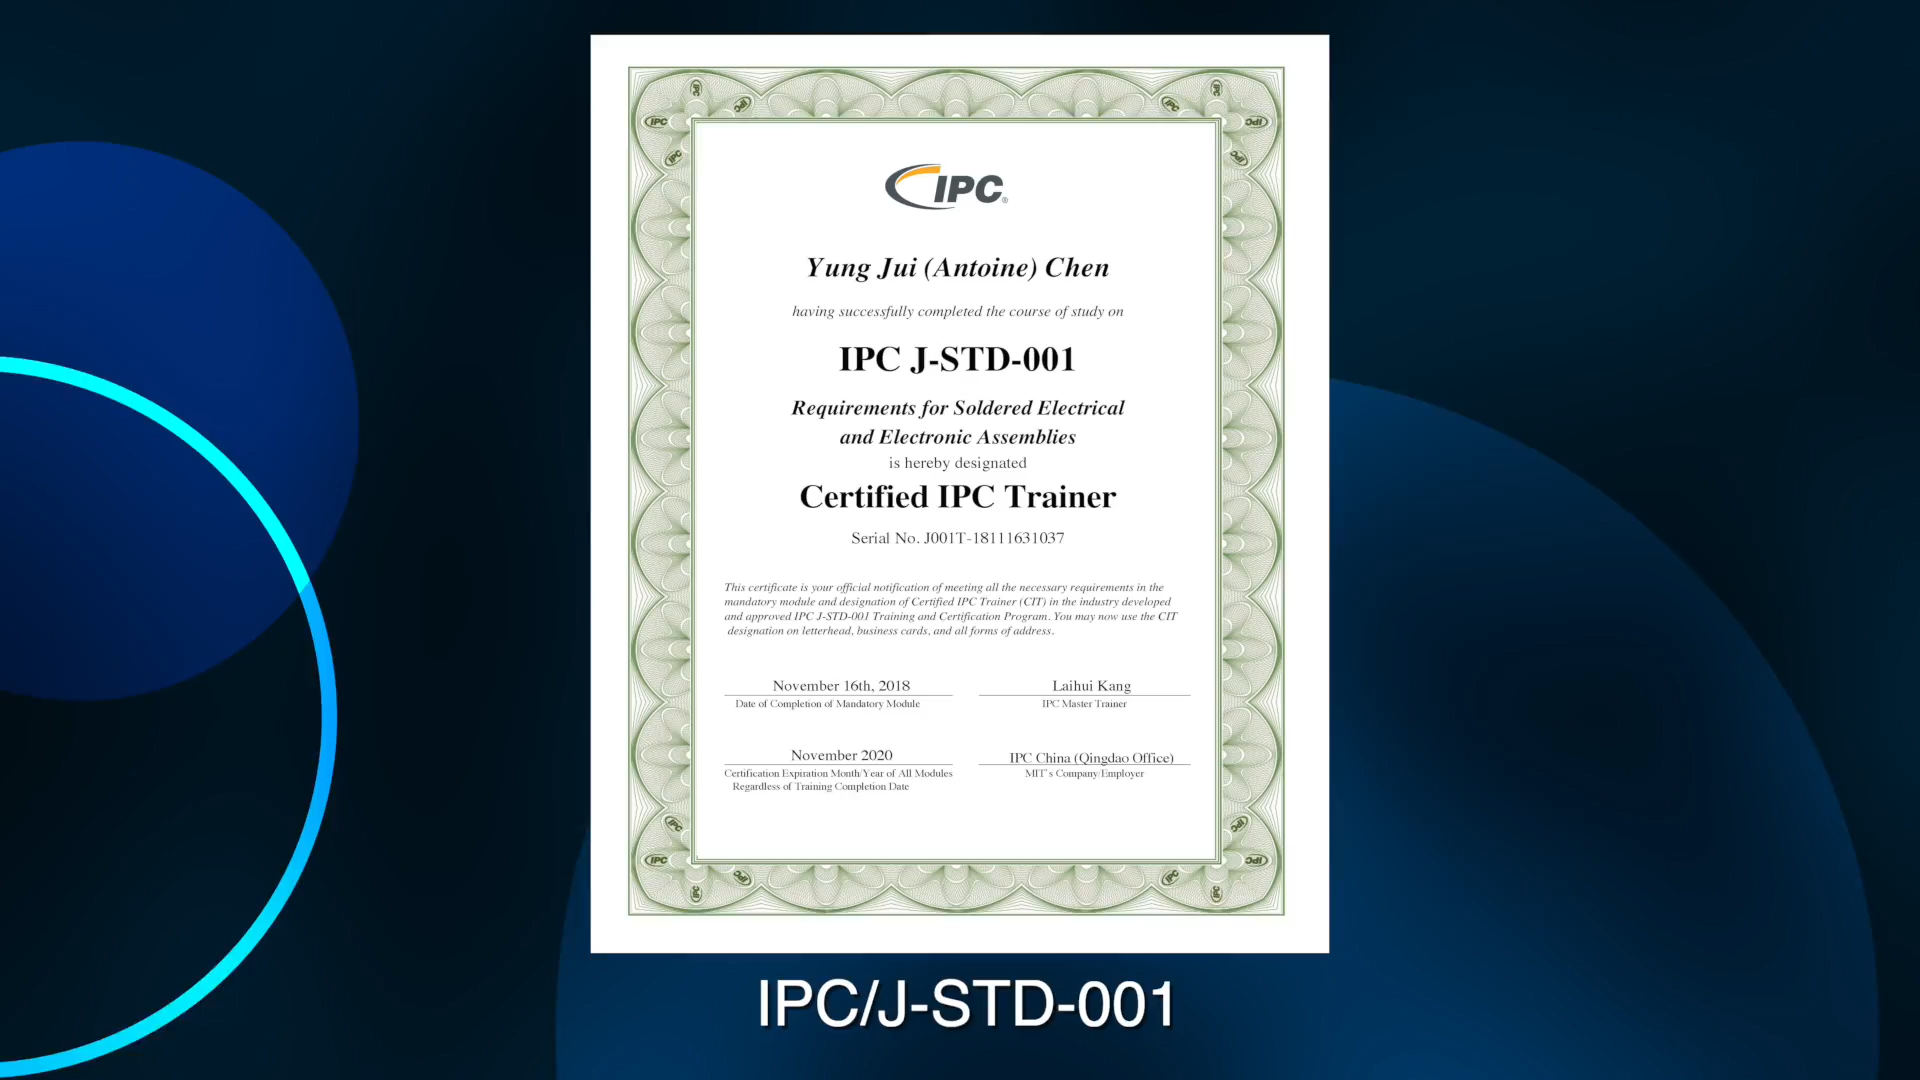 IPC
Yung Jui (Antoine) Chen
having successfully completed the course of study on
IPC J-STD-001
Requirements for Soldered Electrical
and Electronic Assemblies
is hereby designated
Certified IPC Trainer
Serial No. J001T-18111631037
This certificate is your official notification of meeting all the necessary requirements in the
mandatory module and designation of Certified IPC Trainer (CIT) in the industry developed
and approved IPC J-STD-001 Training and Certification Program. You may now use the CIT
designation on letterhead, business cards, and all forms of address.
November 16th, 2018
Date of Completion of Mandatory Module
Laihui Kang
IPC Master Trainer
November 2020
Certification Expiration Month/Year of All Modules
Regardless of Training Completion Date
IPC China (Qingdao Office)
MIT's Company/Employer
IPC/J-STD-001